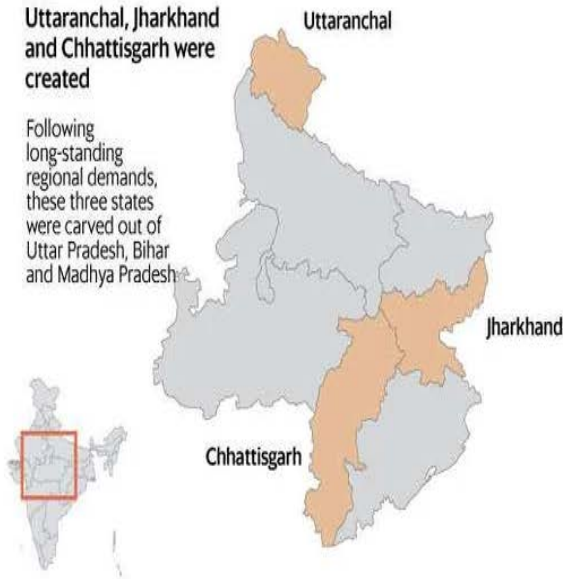 Uttaranchal, Jharkhand
and Chhattisgarh were
created
Following
long-standing
regional demands,
these three states
were carved out of
Uttar Pradesh, Bihar
and Madhya Pradesh
Uttaranchal
Jharkhand
Chhattisgarh